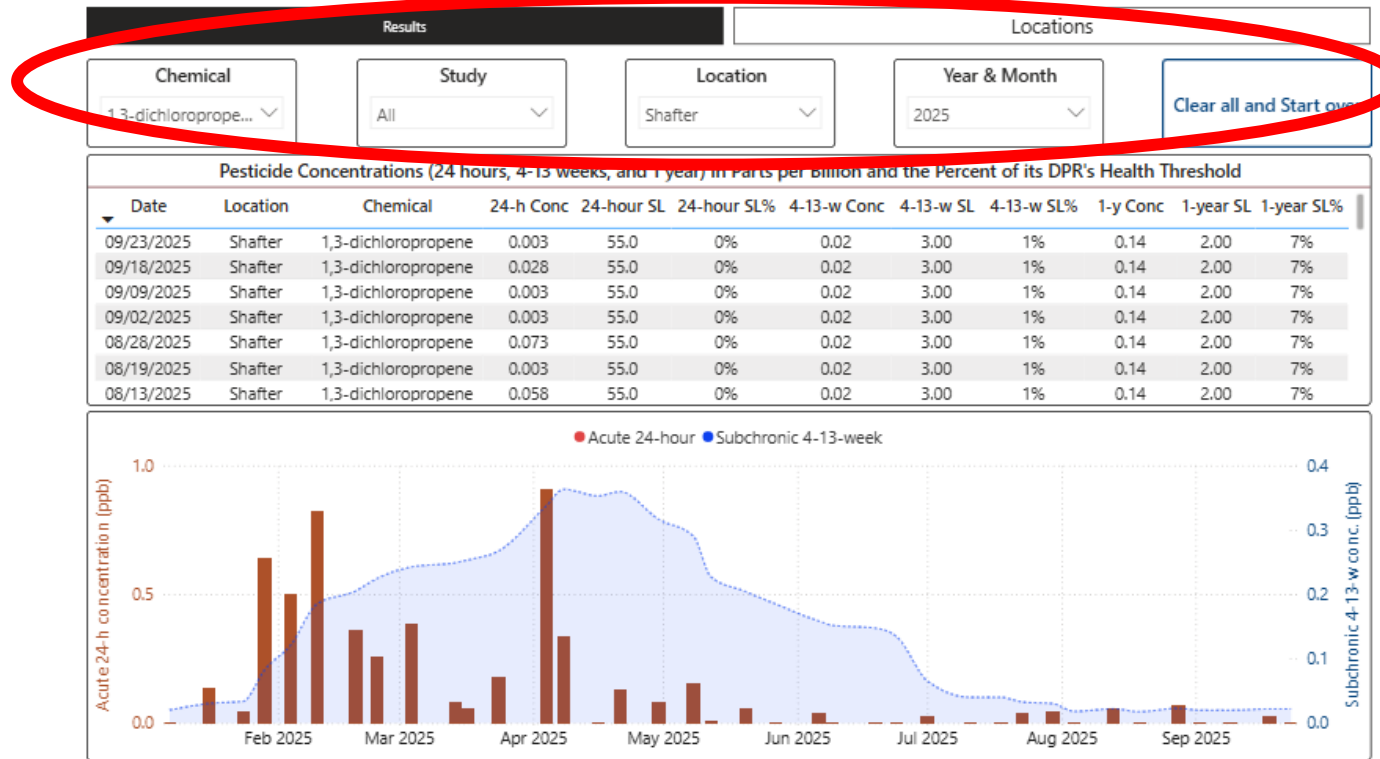 Results
Locations
Chemical
Study
Location
Year & Month
1,3-dichloroprope...
All
Shafter
2025
Clear all and Start over
Pesticide Concentrations (24 hours, 4-13 weeks, and 1 year) in Parts per Billion and the Percent of its DPR's Health Threshold
Date Location Chemical 24-h Conc 24-hour SL 24-hour SL% 4-13-w Conc 4-13-w SL 4-13-w SL% 1-y Conc 1-year SL 1-year SL%
09/23/2025 Shafter 1,3-dichloropropene 0.003 55.0 0% 0.02 3.00 1% 0.14 2.00 7%
09/18/2025 Shafter 1,3-dichloropropene 0.028 55.0 0% 0.02 3.00 1% 0.14 2.00 7%
09/09/2025 Shafter 1,3-dichloropropene 0.003 55.0 0% 0.02 3.00 1% 0.14 2.00 7%
09/02/2025 Shafter 1,3-dichloropropene 0.003 55.0 0% 0.02 3.00 1% 0.14 2.00 7%
08/28/2025 Shafter 1,3-dichloropropene 0.073 55.0 0% 0.02 3.00 1% 0.14 2.00 7%
08/19/2025 Shafter 1,3-dichloropropene 0.003 55.0 0% 0.02 3.00 1% 0.14 2.00 7%
08/13/2025 Shafter 1,3-dichloropropene 0.058 55.0 0% 0.02 3.00 1% 0.14 2.00 7%
Acute 24-hour Subchronic 4-13-week
Acute 24-h concentration (ppb)
1.0
0.5
0.0
0.4
0.3
0.2
0.1
0.0
Subchronic 4-13-w conc. (ppb)
Feb 2025 Mar 2025 Apr 2025 May 2025 Jun 2025 Jul 2025 Aug 2025 Sep 2025